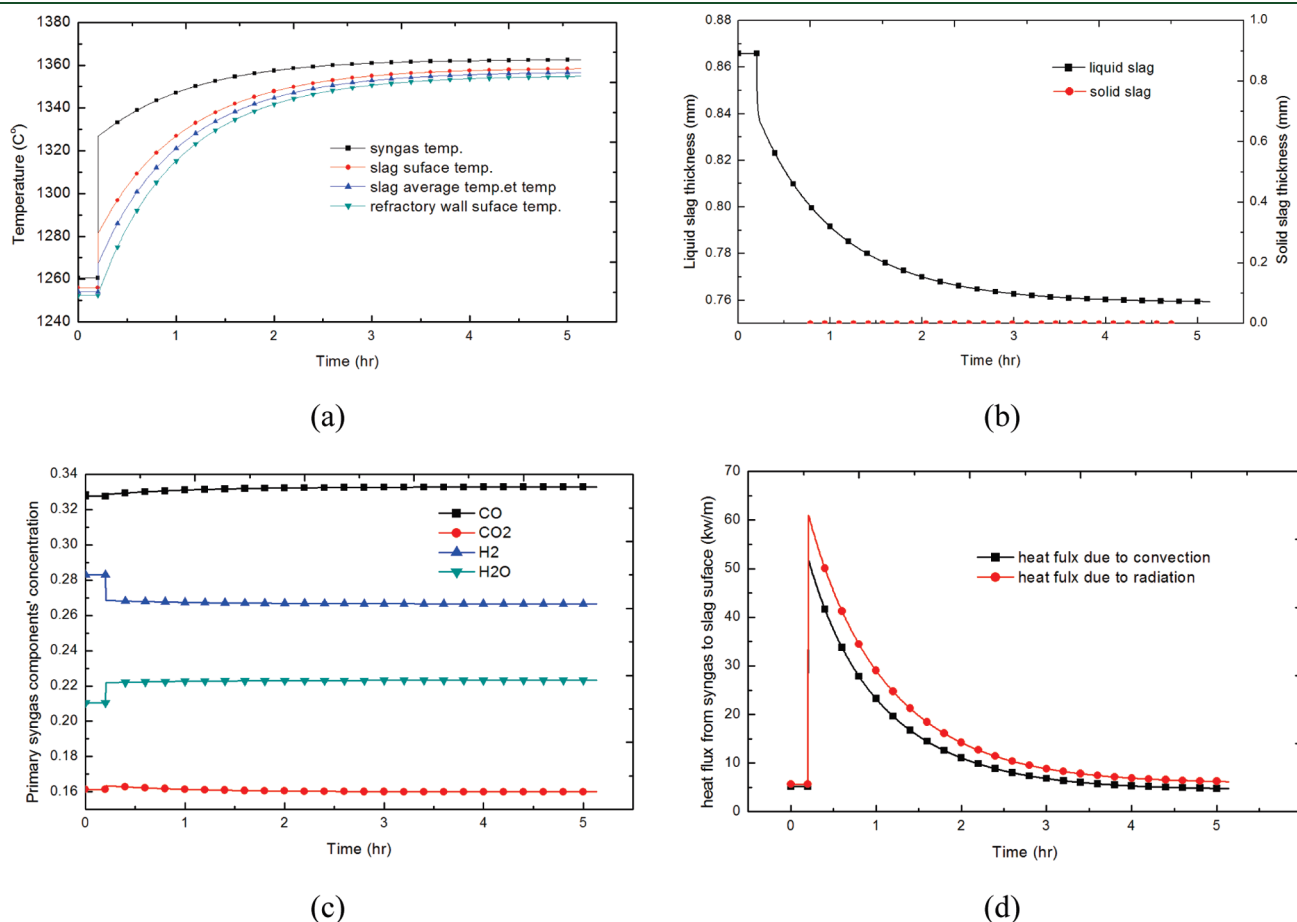 1380
1360
1340
1320
1300
1280
1260
1240
Temperature (C°)
syngas temp.
slag suface temp.
slag average temp.et temp
refractory wall suface temp.
0 1 2 3 4 5
Time (hr)
(a)
0.88
0.86
0.84
0.82
0.80
0.78
0.76
Liquid slag thickness (mm)
liquid slag
solid slag
1.0
0.8
0.6
0.4
0.2
0.0
Solid slag thickness (mm)
0 1 2 3 4 5
Time (hr)
(b)
0.34
0.32
0.30
0.28
0.26
0.24
0.22
0.20
0.18
0.16
Primary syngas components' concentration
CO
CO2
H2
H2O
0 1 2 3 4 5
Time (hr)
(c)
70
60
50
40
30
20
10
0
heat flux from syngas to slag suface (kw/m)
heat fulx due to convection
heat fulx due to radiation
0 1 2 3 4 5
Time (hr)
(d)